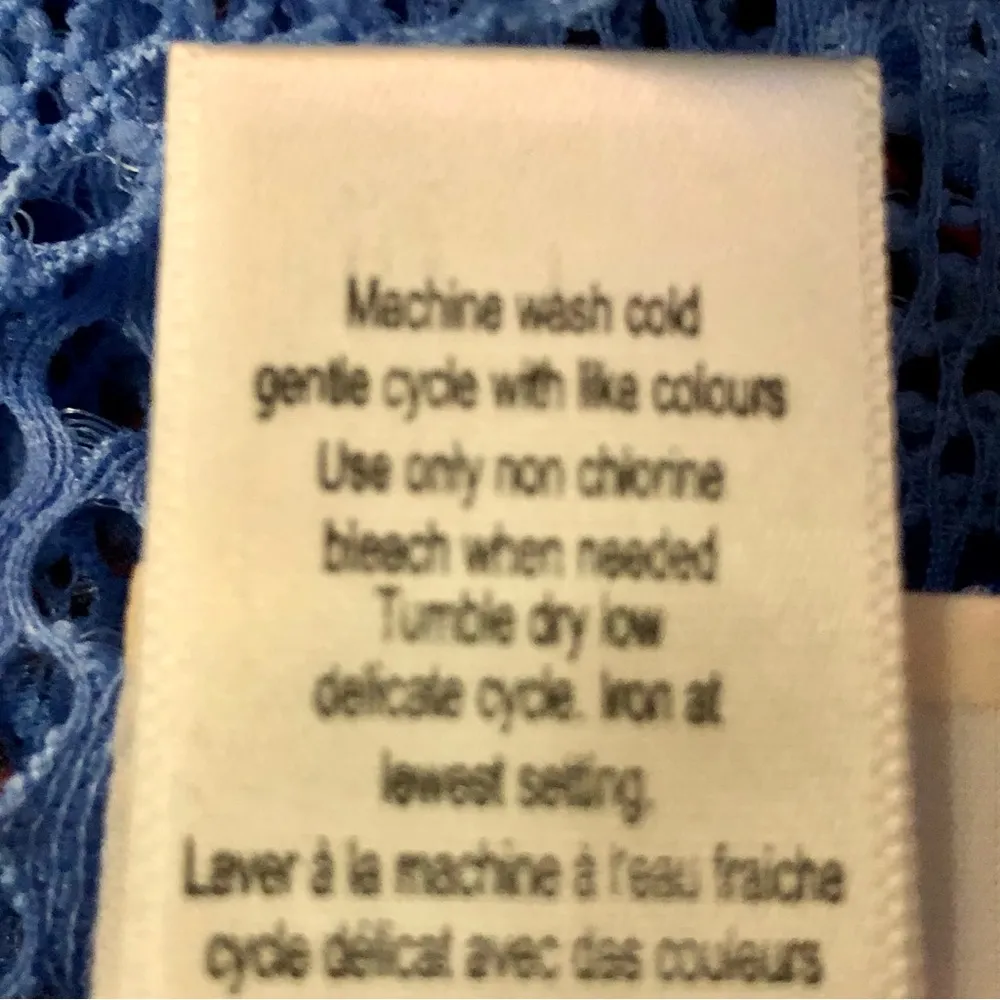 Machine wash cold
gentle cycle with like colours
Use only non chlorine
bleach when needed
Tumble dry low
delicate cycle. Iron at
lowest setting.
Laver à la machine à l'eau fraiche
cycle délicat avec des couleurs